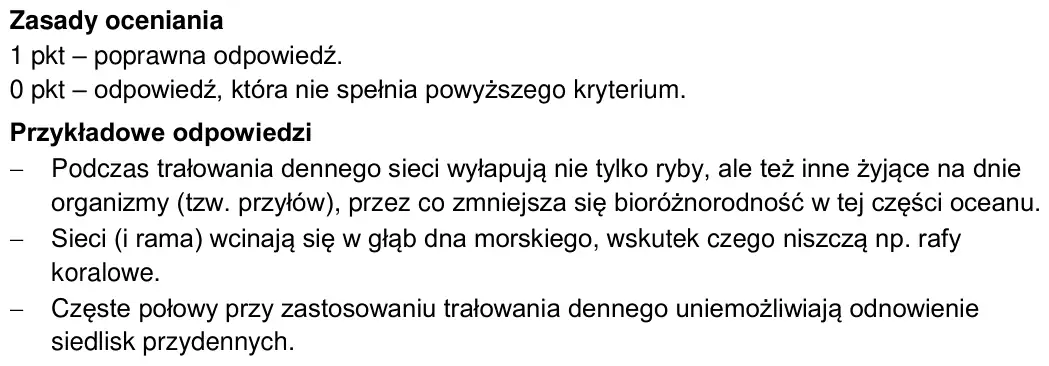 Zasady oceniania
1 pkt – poprawna odpowiedź.
0 pkt – odpowiedź, która nie spełnia powyższego kryterium.
Przykładowe odpowiedzi
– Podczas trałowania dennego sieci wyłapują nie tylko ryby, ale też inne żyjące na dnie
organizmy (tzw. przyłów), przez co zmniejsza się bioróżnorodność w tej części oceanu.
– Sieci (i rama) wcinają się w głąb dna morskiego, wskutek czego niszczą np. rafy
koralowe.
– Częste połowy przy zastosowaniu trałowania dennego uniemożliwiają odnowienie
siedlisk przydennych.